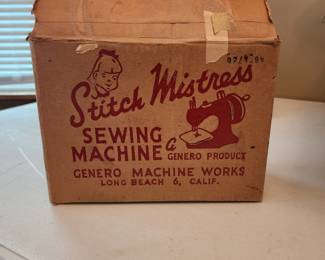 Stitch Mistress
SEWING
MACHINE
a
GENERO PRODUCT
GENERO MACHINE WORKS
LONG BEACH 6, CALIF.